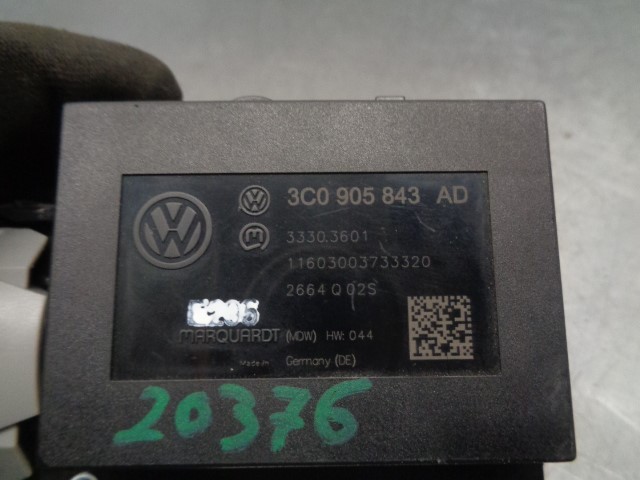 3C0 905 843 AD
3330.3601
11603003733320
2664 Q 02S
MARQUARDT (MDW) HW: 044
Made in Germany (DE)
20376